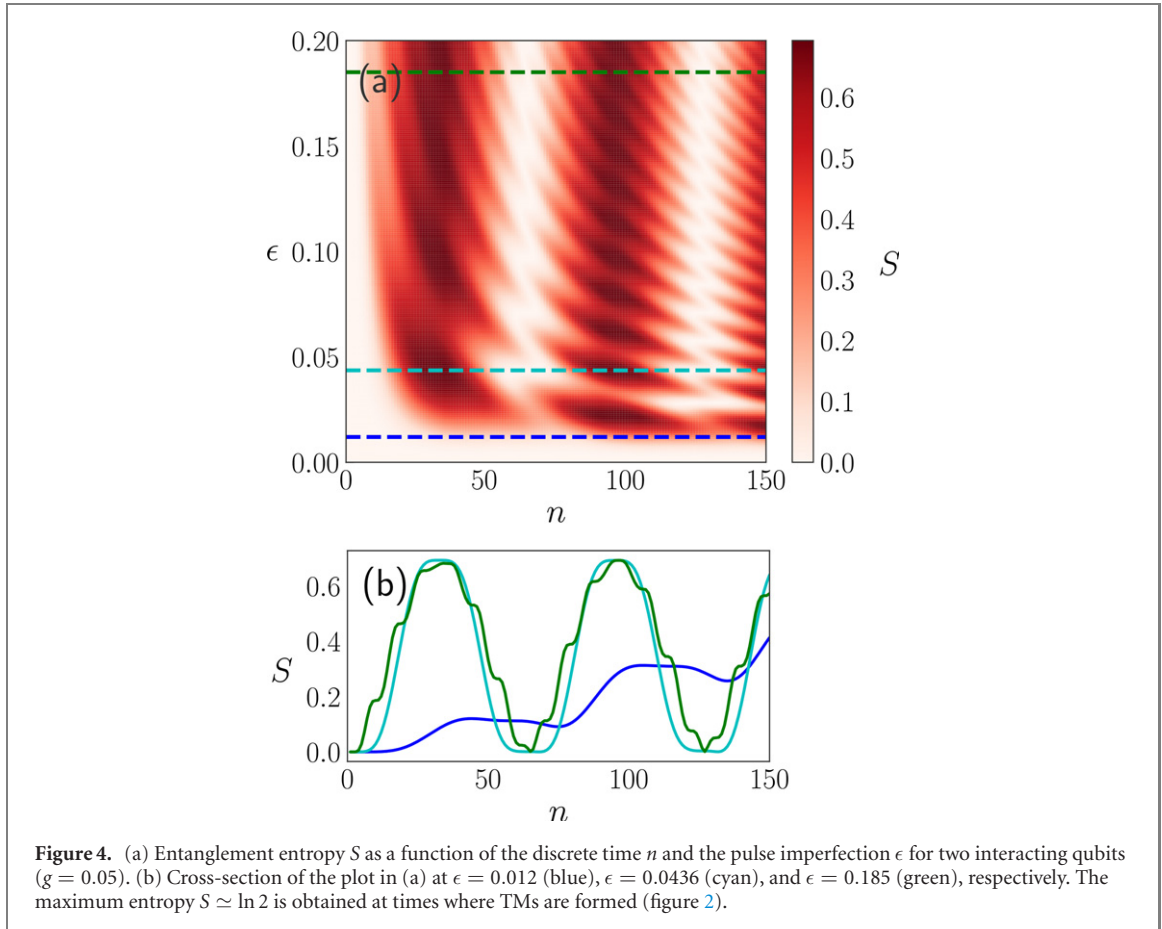 0.20
(a)
0.15
ϵ 0.10
0.05
0.00
0 50 100 150
n
0.6
0.5
0.4
0.3
0.2
0.1
0.0
S
(b)
0.6
0.4
S
0.2
0.0
0 50 100 150
n
Figure 4. (a) Entanglement entropy S as a function of the discrete time n and the pulse imperfection ϵ for two interacting qubits
(g = 0.05). (b) Cross-section of the plot in (a) at ϵ = 0.012 (blue), ϵ = 0.0436 (cyan), and ϵ = 0.185 (green), respectively. The
maximum entropy S ≃ ln 2 is obtained at times where TMs are formed (figure 2).